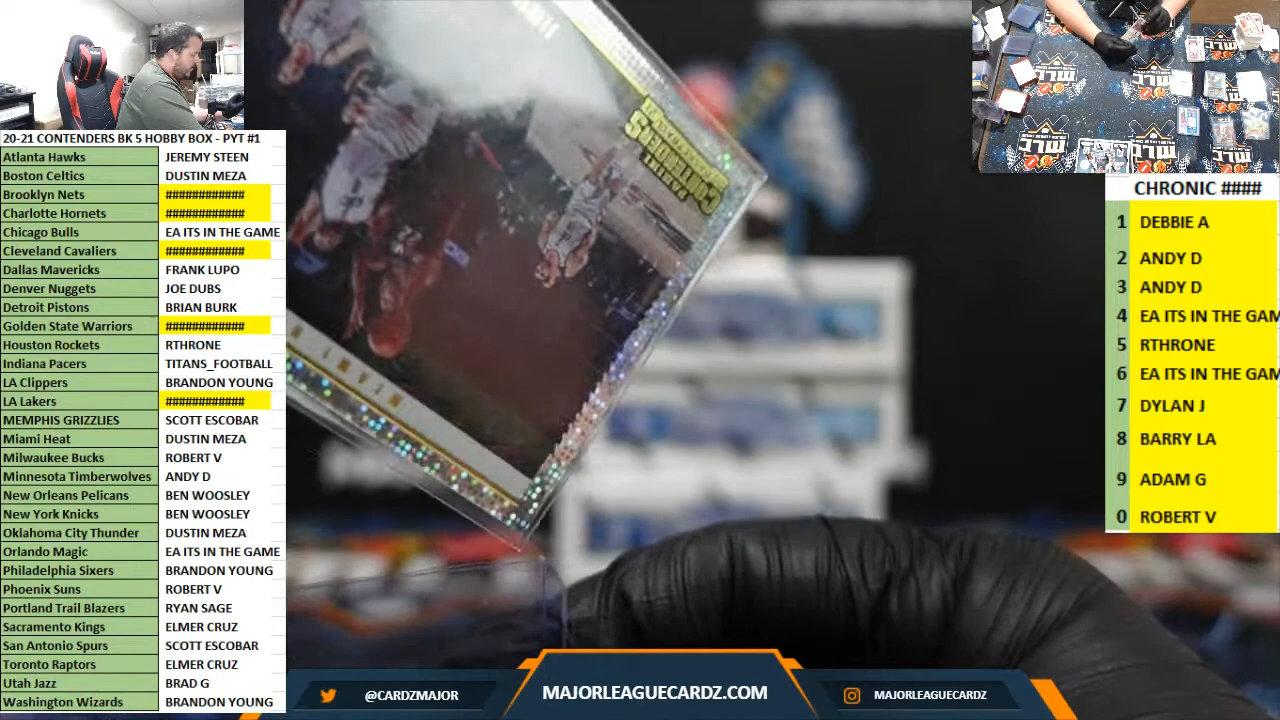 20-21 CONTENDERS BK 5 HOBBY BOX - PYT #1
Atlanta Hawks JEREMY STEEN
Boston Celtics DUSTIN MEZA
Brooklyn Nets ############
Charlotte Hornets ############
Chicago Bulls EA ITS IN THE GAME
Cleveland Cavaliers ############
Dallas Mavericks FRANK LUPO
Denver Nuggets JOE DUBS
Detroit Pistons BRIAN BURK
Golden State Warriors ############
Houston Rockets RTHRONE
Indiana Pacers TITANS_FOOTBALL
LA Clippers BRANDON YOUNG
LA Lakers ############
MEMPHIS GRIZZLIES SCOTT ESCOBAR
Miami Heat DUSTIN MEZA
Milwaukee Bucks ROBERT V
Minnesota Timberwolves ANDY D
New Orleans Pelicans BEN WOOSLEY
New York Knicks BEN WOOSLEY
Oklahoma City Thunder DUSTIN MEZA
Orlando Magic EA ITS IN THE GAME
Philadelphia Sixers BRANDON YOUNG
Phoenix Suns ROBERT V
Portland Trail Blazers RYAN SAGE
Sacramento Kings ELMER CRUZ
San Antonio Spurs SCOTT ESCOBAR
Toronto Raptors ELMER CRUZ
Utah Jazz BRAD G
Washington Wizards BRANDON YOUNG
CONTENDERS
MIAMI
CHRONIC ####
1 DEBBIE A
2 ANDY D
3 ANDY D
4 EA ITS IN THE GAM
5 RTHRONE
6 EA ITS IN THE GAM
7 DYLAN J
8 BARRY LA
9 ADAM G
0 ROBERT V
@CARDZMAJOR
MAJORLEAGUECARDZ.COM
MAJORLEAGUECARDZ